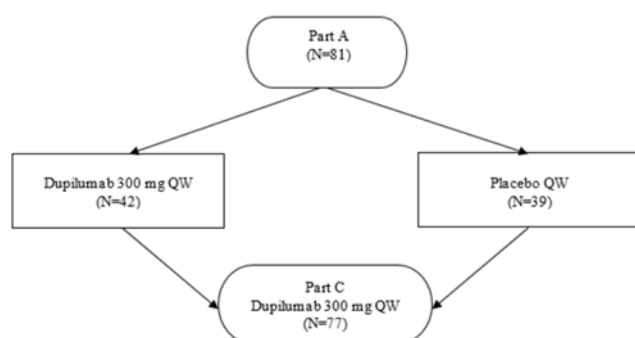 Part A
(N=81)
Dupilumab 300 mg QW
(N=42)
Placebo QW
(N=39)
Part C
Dupilumab 300 mg QW
(N=77)